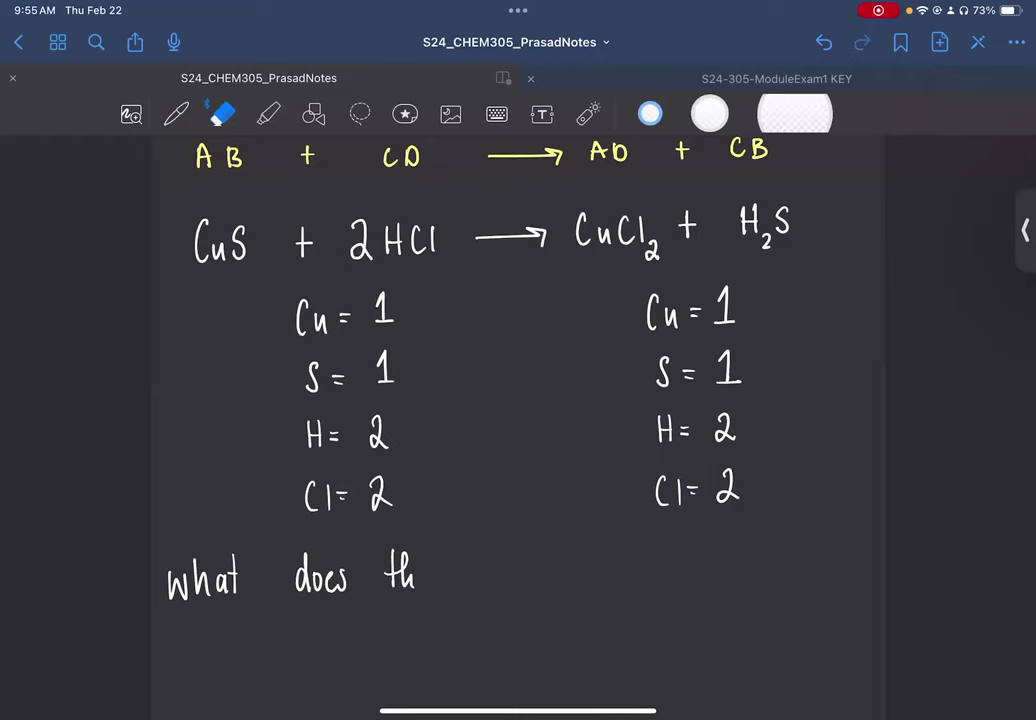 9:55 AM Thu Feb 22 73%
S24_CHEM305_PrasadNotes
S24_CHEM305_PrasadNotes S24-305-ModuleExam1 KEY
AB + CD → AD + CB
CuS + 2HCl → CuCl₂ + H₂S
Cu = 1 Cu = 1
S = 1 S = 1
H = 2 H = 2
Cl = 2 Cl = 2
what does th